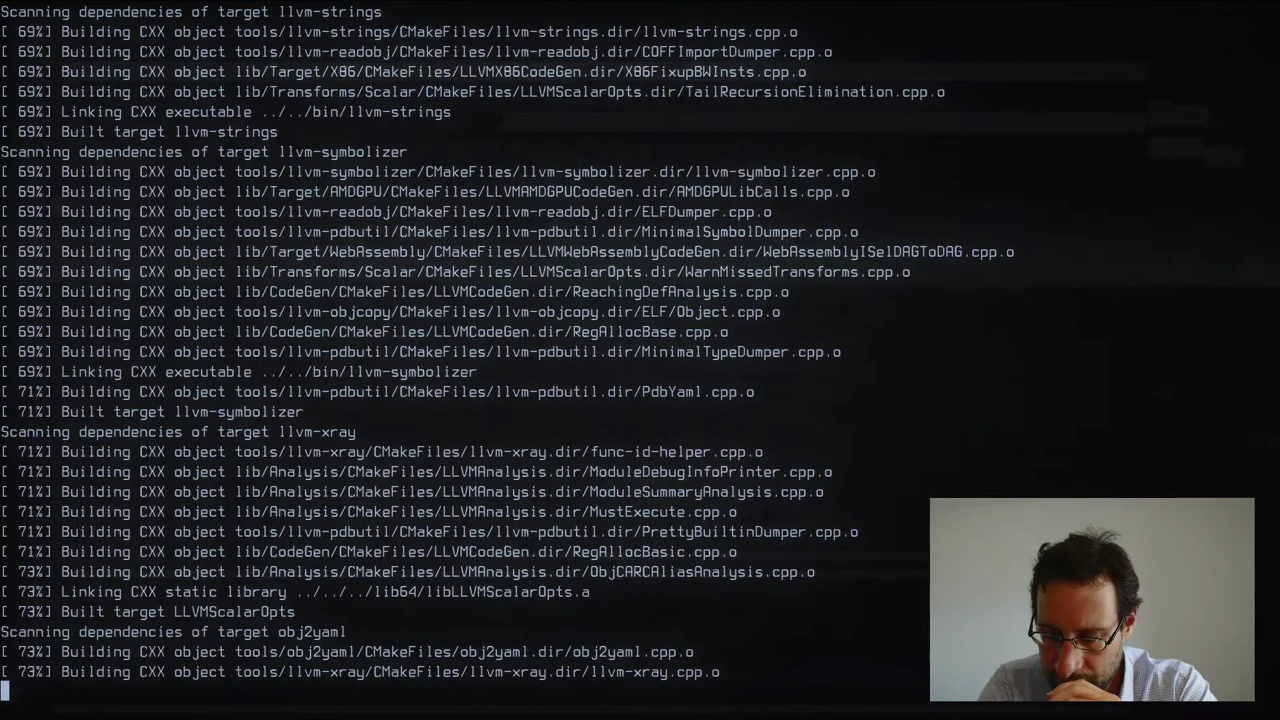 Scanning dependencies of target llvm-strings
[ 69%] Building CXX object tools/llvm-strings/CMakeFiles/llvm-strings.dir/llvm-strings.cpp.o
[ 69%] Building CXX object tools/llvm-readobj/CMakeFiles/llvm-readobj.dir/COFFImportDumper.cpp.o
[ 69%] Building CXX object lib/Target/X86/CMakeFiles/LLVMX86CodeGen.dir/X86FixupBWInsts.cpp.o
[ 69%] Building CXX object lib/Transforms/Scalar/CMakeFiles/LLVMScalarOpts.dir/TailRecursionElimination.cpp.o
[ 69%] Linking CXX executable ../../bin/llvm-strings
[ 69%] Built target llvm-strings
Scanning dependencies of target llvm-symbolizer
[ 69%] Building CXX object tools/llvm-symbolizer/CMakeFiles/llvm-symbolizer.dir/llvm-symbolizer.cpp.o
[ 69%] Building CXX object lib/Target/AMDGPU/CMakeFiles/LLVMAMDGPUCodeGen.dir/AMDGPULibCalls.cpp.o
[ 69%] Building CXX object tools/llvm-readobj/CMakeFiles/llvm-readobj.dir/ELFDumper.cpp.o
[ 69%] Building CXX object tools/llvm-pdbutil/CMakeFiles/llvm-pdbutil.dir/MinimalSymbolDumper.cpp.o
[ 69%] Building CXX object lib/Target/WebAssembly/CMakeFiles/LLVMWebAssemblyCodeGen.dir/WebAssemblyISelDAGToDAG.cpp.o
[ 69%] Building CXX object lib/Transforms/Scalar/CMakeFiles/LLVMScalarOpts.dir/WarnMissedTransforms.cpp.o
[ 69%] Building CXX object lib/CodeGen/CMakeFiles/LLVMCodeGen.dir/ReachingDefAnalysis.cpp.o
[ 69%] Building CXX object tools/llvm-objcopy/CMakeFiles/llvm-objcopy.dir/ELF/Object.cpp.o
[ 69%] Building CXX object lib/CodeGen/CMakeFiles/LLVMCodeGen.dir/RegAllocBase.cpp.o
[ 69%] Building CXX object tools/llvm-pdbutil/CMakeFiles/llvm-pdbutil.dir/MinimalTypeDumper.cpp.o
[ 69%] Linking CXX executable ../../bin/llvm-symbolizer
[ 71%] Building CXX object tools/llvm-pdbutil/CMakeFiles/llvm-pdbutil.dir/PdbYaml.cpp.o
[ 71%] Built target llvm-symbolizer
Scanning dependencies of target llvm-xray
[ 71%] Building CXX object tools/llvm-xray/CMakeFiles/llvm-xray.dir/func-id-helper.cpp.o
[ 71%] Building CXX object lib/Analysis/CMakeFiles/LLVMAnalysis.dir/ModuleDebugInfoPrinter.cpp.o
[ 71%] Building CXX object lib/Analysis/CMakeFiles/LLVMAnalysis.dir/ModuleSummaryAnalysis.cpp.o
[ 71%] Building CXX object lib/Analysis/CMakeFiles/LLVMAnalysis.dir/MustExecute.cpp.o
[ 71%] Building CXX object tools/llvm-pdbutil/CMakeFiles/llvm-pdbutil.dir/PrettyBuiltinDumper.cpp.o
[ 71%] Building CXX object lib/CodeGen/CMakeFiles/LLVMCodeGen.dir/RegAllocBasic.cpp.o
[ 73%] Building CXX object lib/Analysis/CMakeFiles/LLVMAnalysis.dir/ObjCARCAliasAnalysis.cpp.o
[ 73%] Linking CXX static library ../../../lib64/libLLVMScalarOpts.a
[ 73%] Built target LLVMScalarOpts
Scanning dependencies of target obj2yaml
[ 73%] Building CXX object tools/obj2yaml/CMakeFiles/obj2yaml.dir/obj2yaml.cpp.o
[ 73%] Building CXX object tools/llvm-xray/CMakeFiles/llvm-xray.dir/llvm-xray.cpp.o